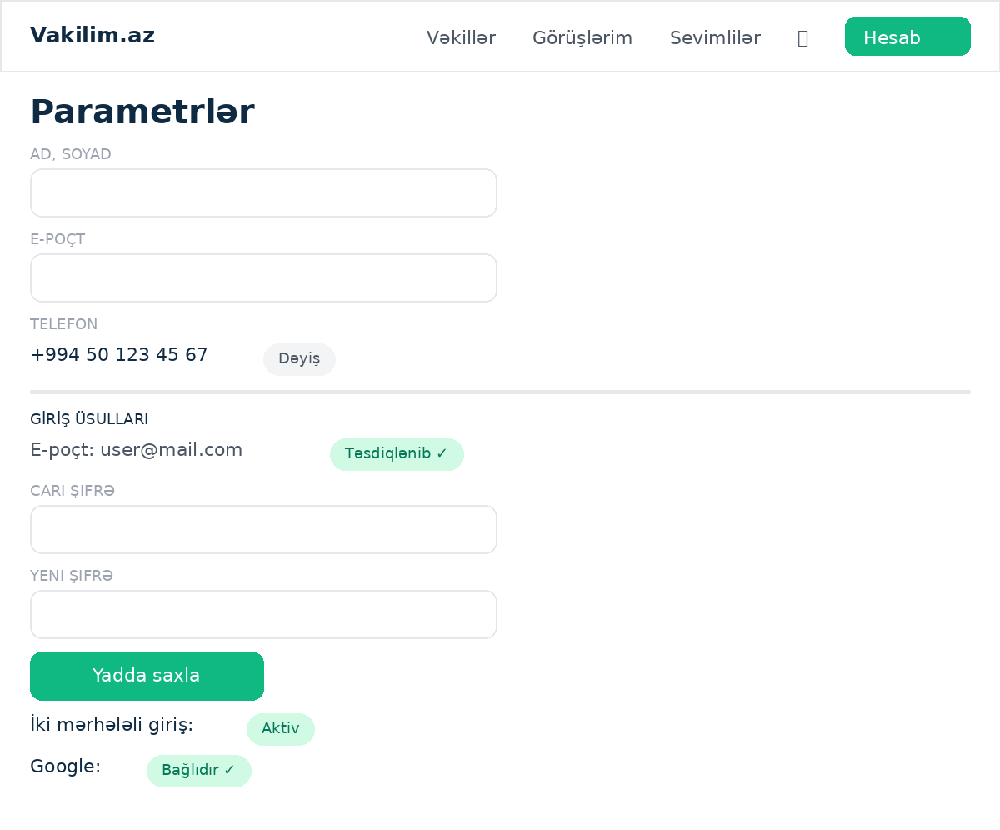 Vakilim.az Vəkillər Görüşlərim Sevimlilər Hesab
Parametrlər
AD, SOYAD
E-POÇT
TELEFON
+994 50 123 45 67 Dəyiş
GİRİŞ ÜSULLARI
E-poçt: user@mail.com Təsdiqlənib ✓
CARI ŞIFRƏ
YENI ŞIFRƏ
Yadda saxla
İki mərhələli giriş: Aktiv
Google: Bağlıdır ✓